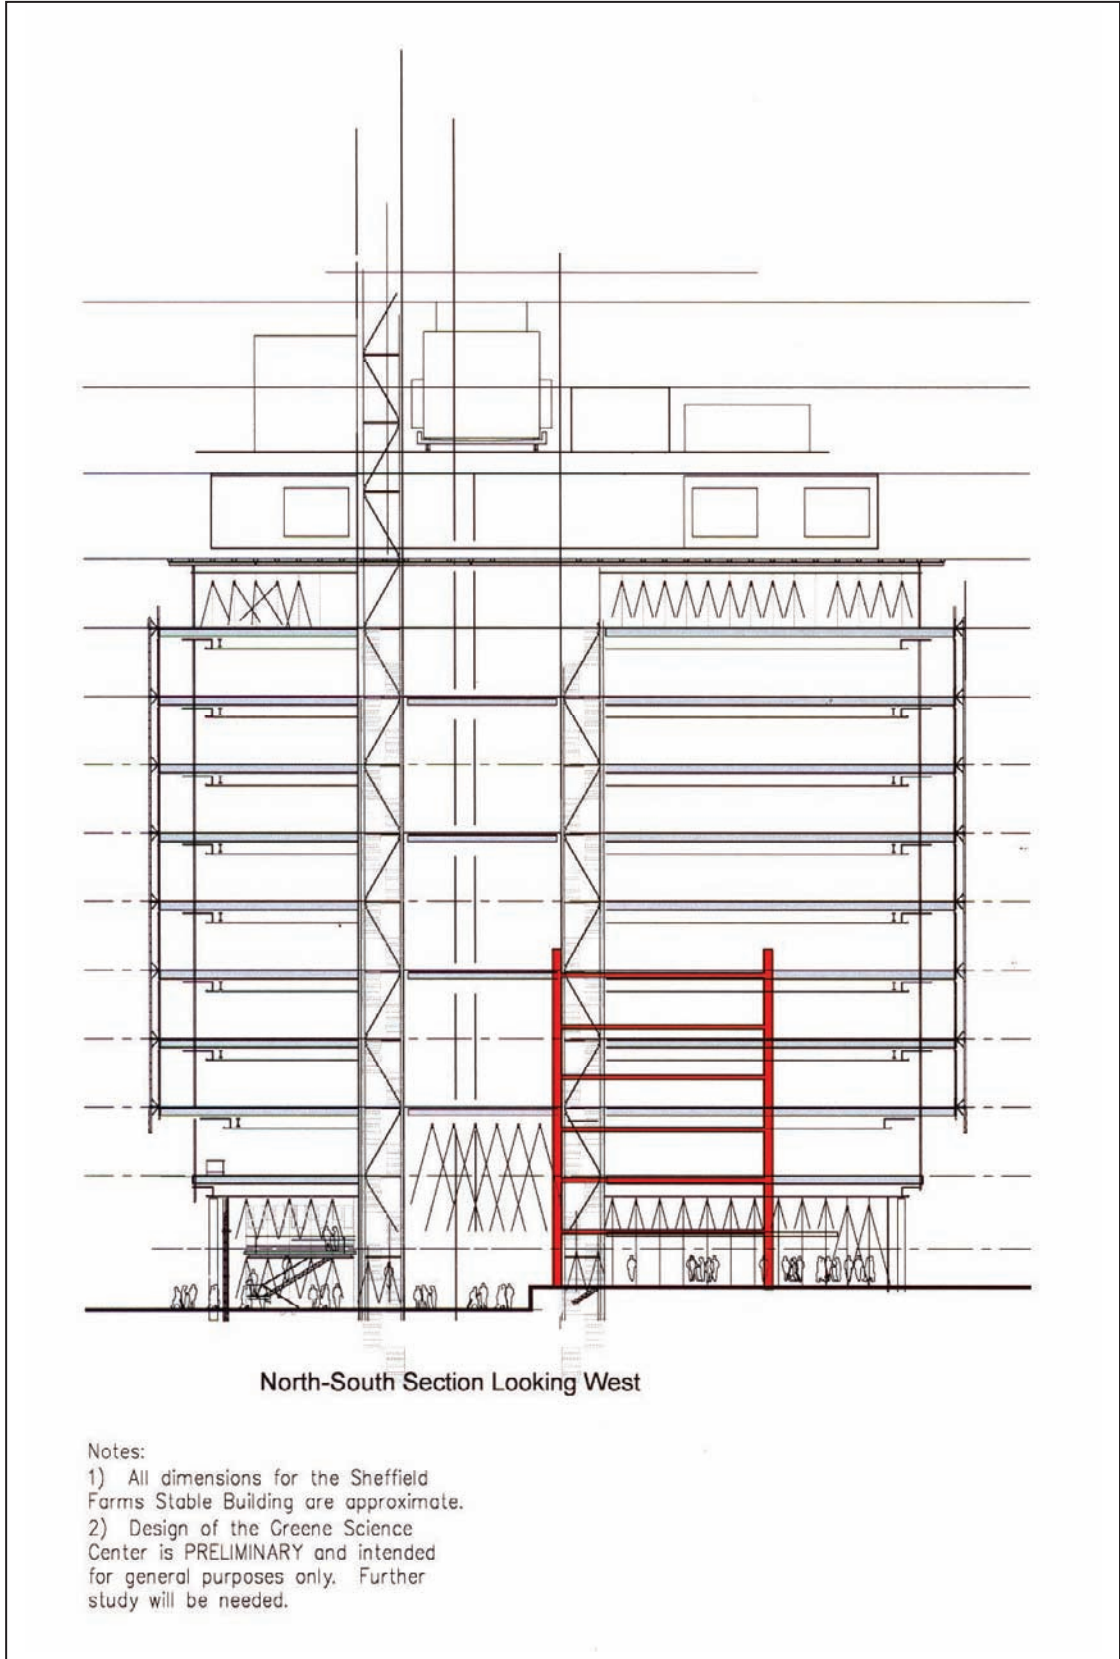 North-South Section Looking West
Notes:
1) All dimensions for the Sheffield
Farms Stable Building are approximate.
2) Design of the Greene Science
Center is PRELIMINARY and intended
for general purposes only. Further
study will be needed.